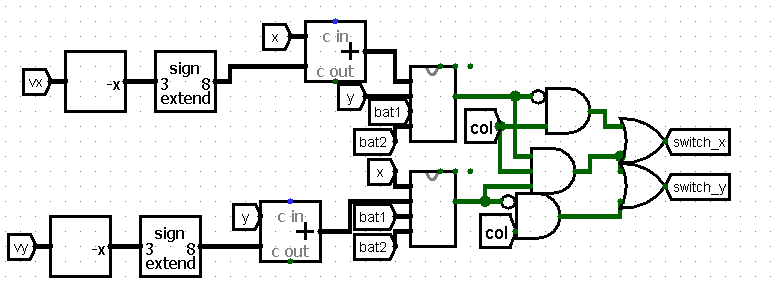 x
c in
+
c out
vx
-x
sign
3 8
extend
y
bat1
bat2
col
switch_x
x
switch_y
y
c in
+
c out
bat1
bat2
col
vy
-x
sign
3 8
extend